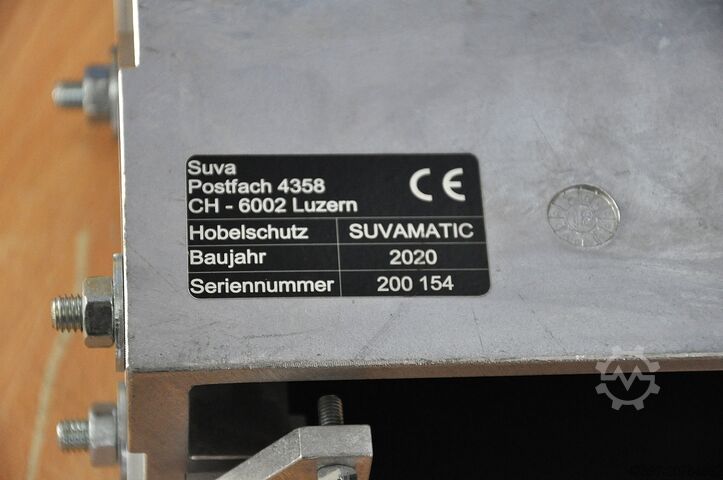 Suva
Postfach 4358
CH - 6002 Luzern
CE
Hobelschutz SUVAMATIC
Baujahr 2020
Seriennummer 200 154